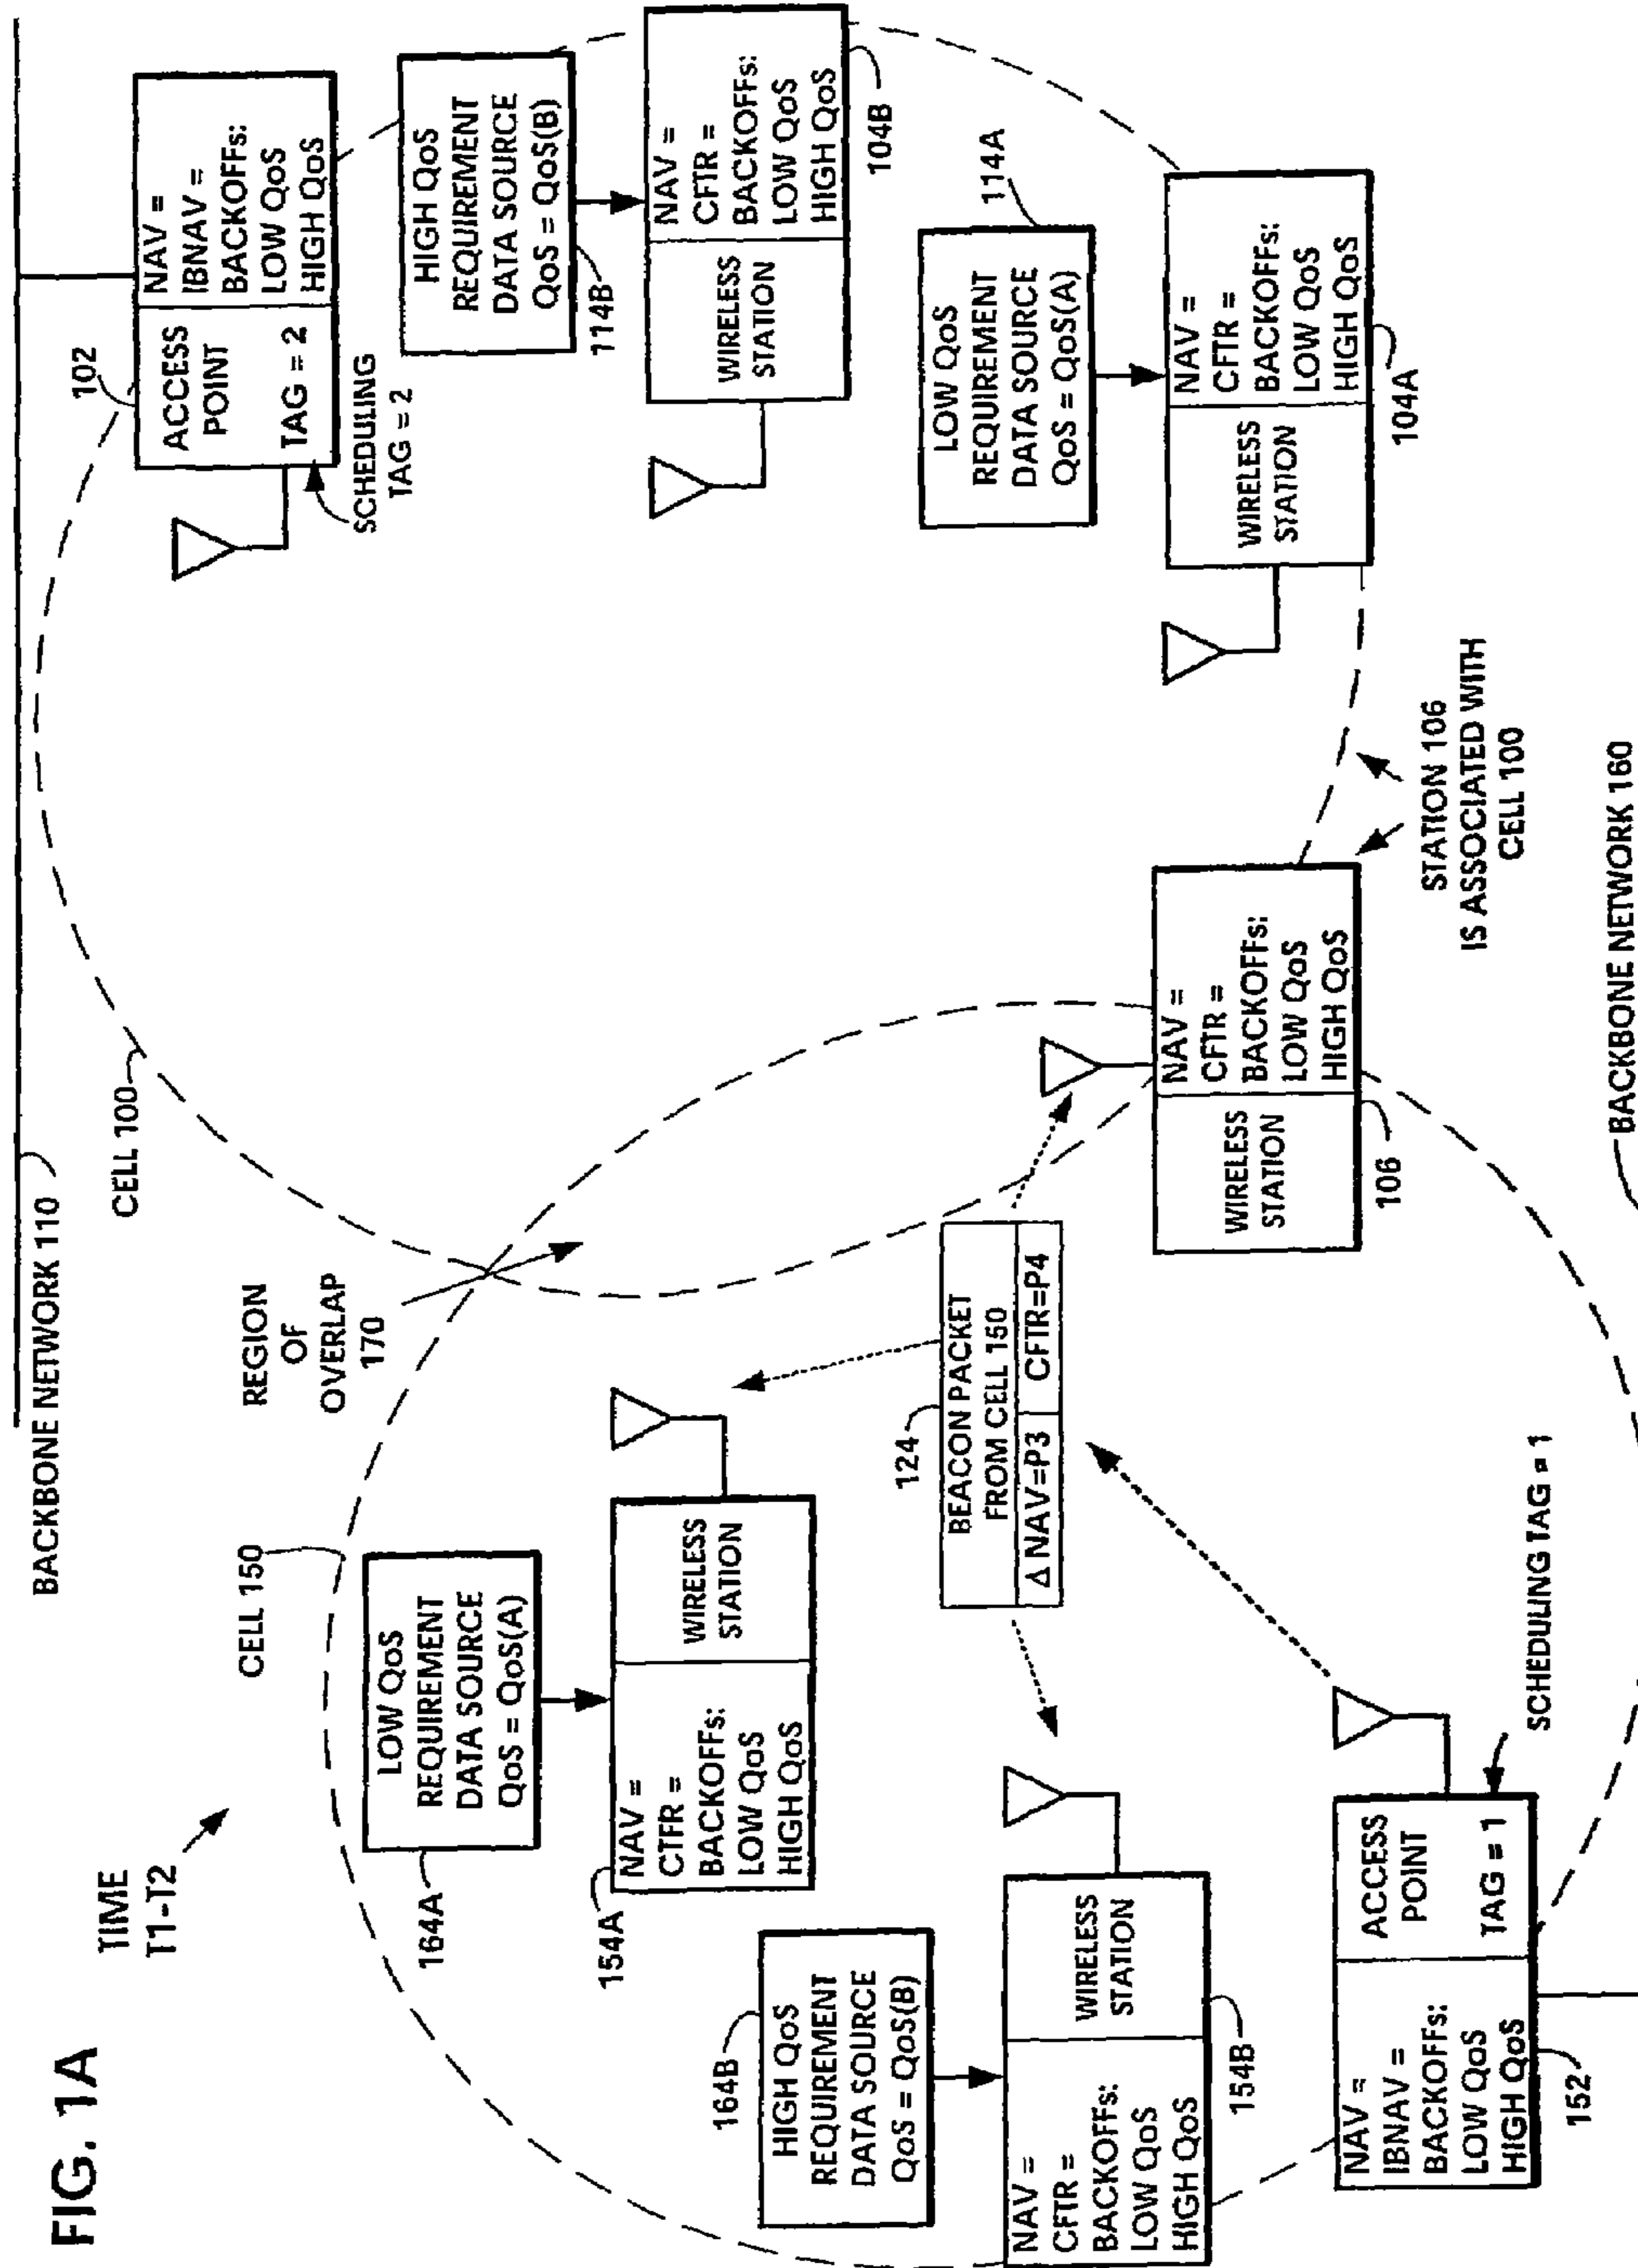 FIG. 1A
TIME
T1-T2
BACKBONE NETWORK 110
CELL 100
CELL 150
REGION
OF
OVERLAP
170
LOW QoS
REQUIREMENT
DATA SOURCE
QoS = QoS(A)
164A
NAV =
CTFR =
BACKOFFs:
LOW QoS
HIGH QoS
WIRELESS
STATION
154A
HIGH QoS
REQUIREMENT
DATA SOURCE
QoS = QoS(B)
164B
NAV =
CFTR =
BACKOFFs:
LOW QoS
HIGH QoS
WIRELESS
STATION
154B
NAV =
IBNAV =
BACKOFFs:
LOW QoS
HIGH QoS
ACCESS
POINT
TAG = 1
152
SCHEDULING TAG = 1
124
BEACON PACKET
FROM CELL 150
Δ NAV=P3
CFTR=P4
WIRELESS
STATION
NAV =
CFTR =
BACKOFFs:
LOW QoS
HIGH QoS
106
STATION 106
IS ASSOCIATED WITH
CELL 100
BACKBONE NETWORK 160
102
ACCESS
POINT
TAG = 2
NAV =
IBNAV =
BACKOFFs:
LOW QoS
HIGH QoS
SCHEDULING
TAG = 2
HIGH QoS
REQUIREMENT
DATA SOURCE
QoS = QoS(B)
114B
WIRELESS
STATION
NAV =
CFTR =
BACKOFFs:
LOW QoS
HIGH QoS
104B
LOW QoS
REQUIREMENT
DATA SOURCE
QoS = QoS(A)
114A
WIRELESS
STATION
NAV =
CFTR =
BACKOFFs:
LOW QoS
HIGH QoS
104A